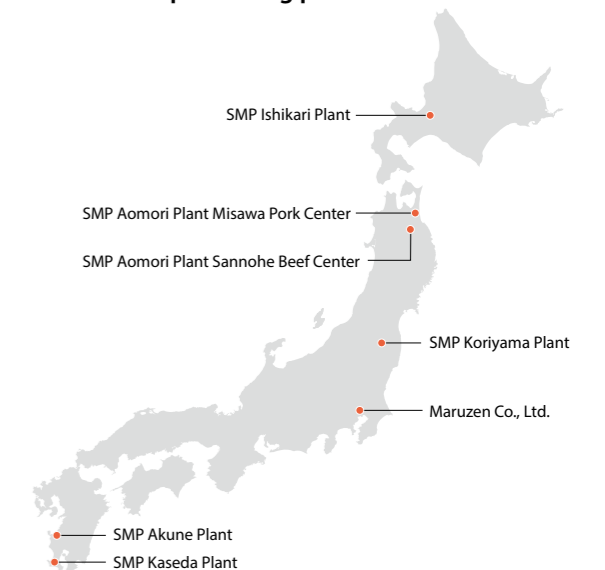 SMP Ishikari Plant
SMP Aomori Plant Misawa Pork Center
SMP Aomori Plant Sannohe Beef Center
SMP Koriyama Plant
Maruzen Co., Ltd.
SMP Akune Plant
SMP Kaseda Plant